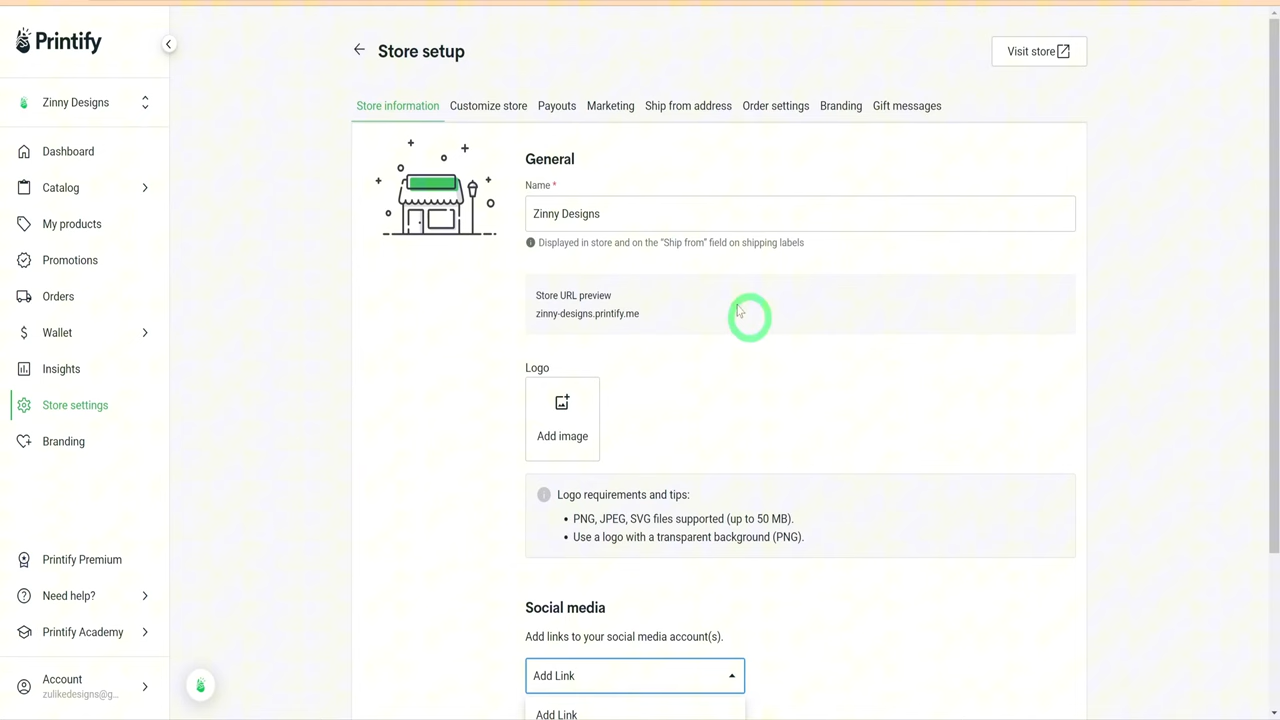 Printify
Store setup
Visit store
Zinny Designs
Store information Customize store Payouts Marketing Ship from address Order settings Branding Gift messages
Dashboard
Catalog
My products
Promotions
Orders
Wallet
Insights
Store settings
Branding
Printify Premium
Need help?
Printify Academy
Account
zulikedesigns@g...
General
Name *
Zinny Designs
Displayed in store and on the “Ship from” field on shipping labels
Store URL preview
zinny-designs.printify.me
Logo
Add image
Logo requirements and tips:
• PNG, JPEG, SVG files supported (up to 50 MB).
• Use a logo with a transparent background (PNG).
Social media
Add links to your social media account(s).
Add Link
Add Link